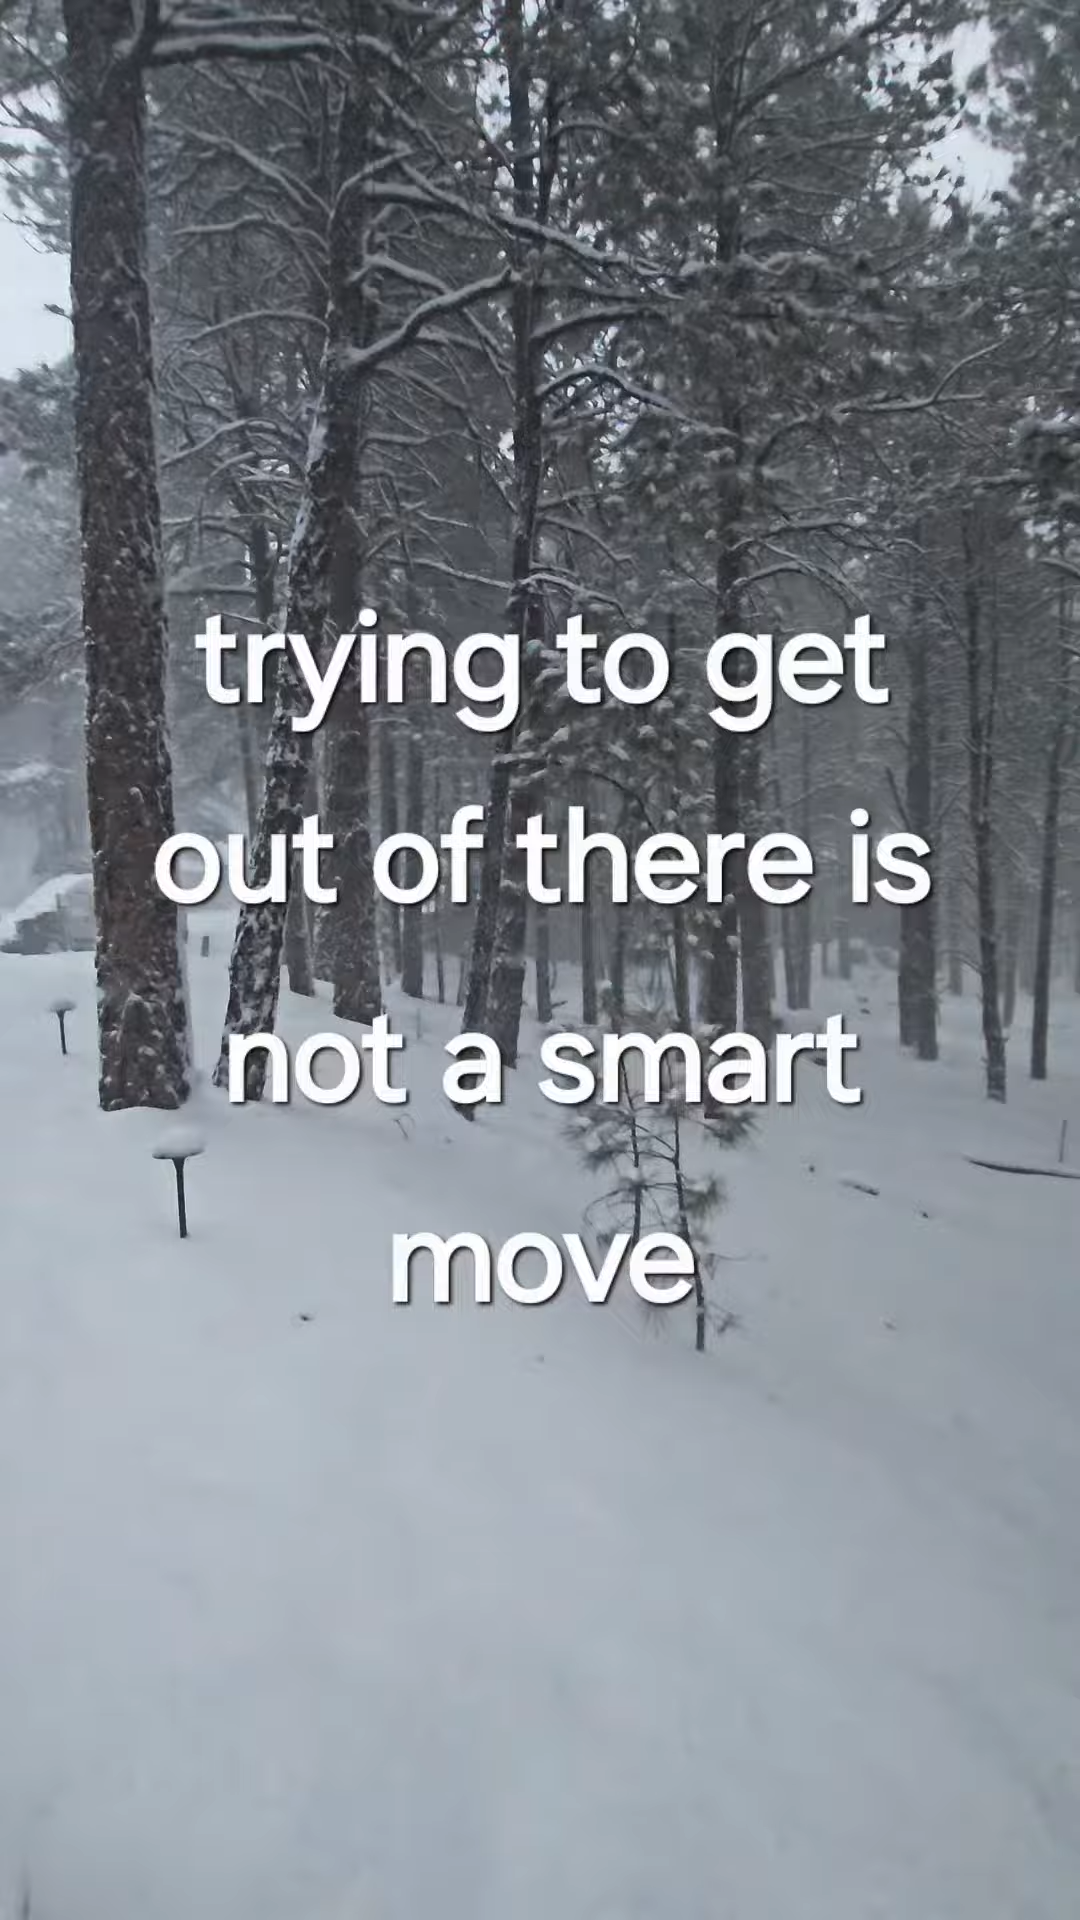 trying to get
out of there is
not a smart
move